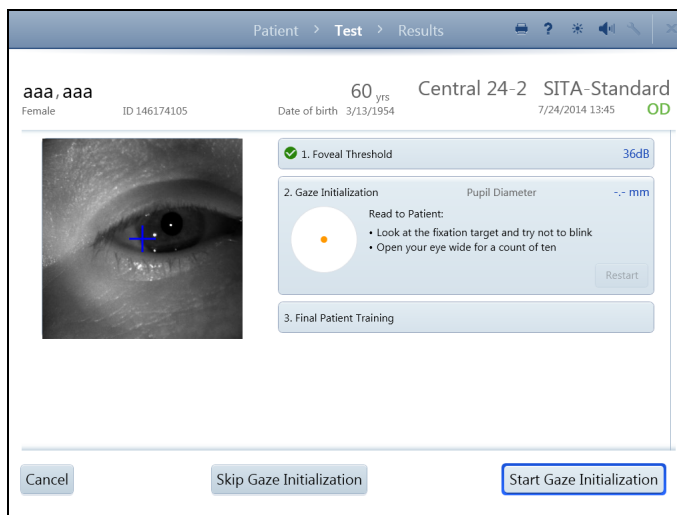 Patient > Test > Results ?
aaa, aaa
60 yrs
Central 24-2 SITA-Standard
Female ID 146174105 Date of birth 3/13/1954 7/24/2014 13:45 OD
1. Foveal Threshold 36dB
2. Gaze Initialization Pupil Diameter -.- mm
Read to Patient:
• Look at the fixation target and try not to blink
• Open your eye wide for a count of ten
Restart
3. Final Patient Training
Cancel Skip Gaze Initialization Start Gaze Initialization